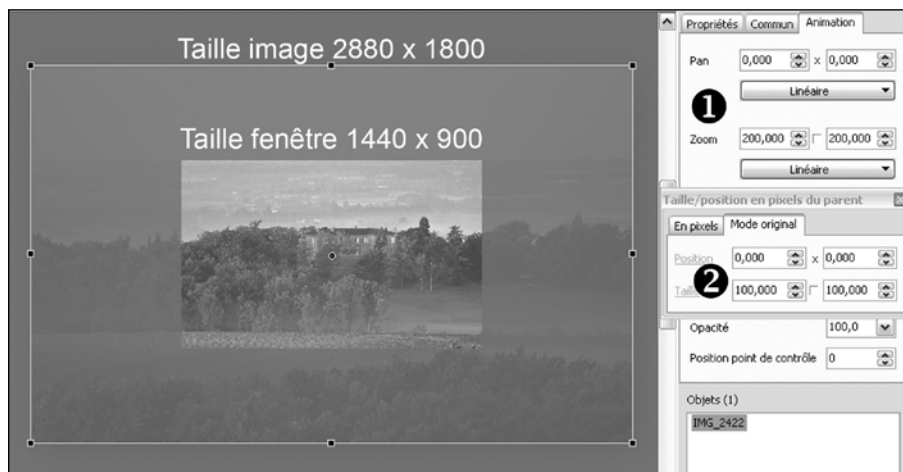 Taille image 2880 x 1800
Taille fenêtre 1440 x 900
Propriétés Commun Animation
Pan 0,000 x 0,000
Linéaire
❶
Zoom 200,000 200,000
Linéaire
Taille/position en pixels du parent
En pixels Mode original
Position 0,000 x 0,000
❷
100,000 100,000
Opacité 100,0
Position point de contrôle 0
Objets (1)
IMG_2422